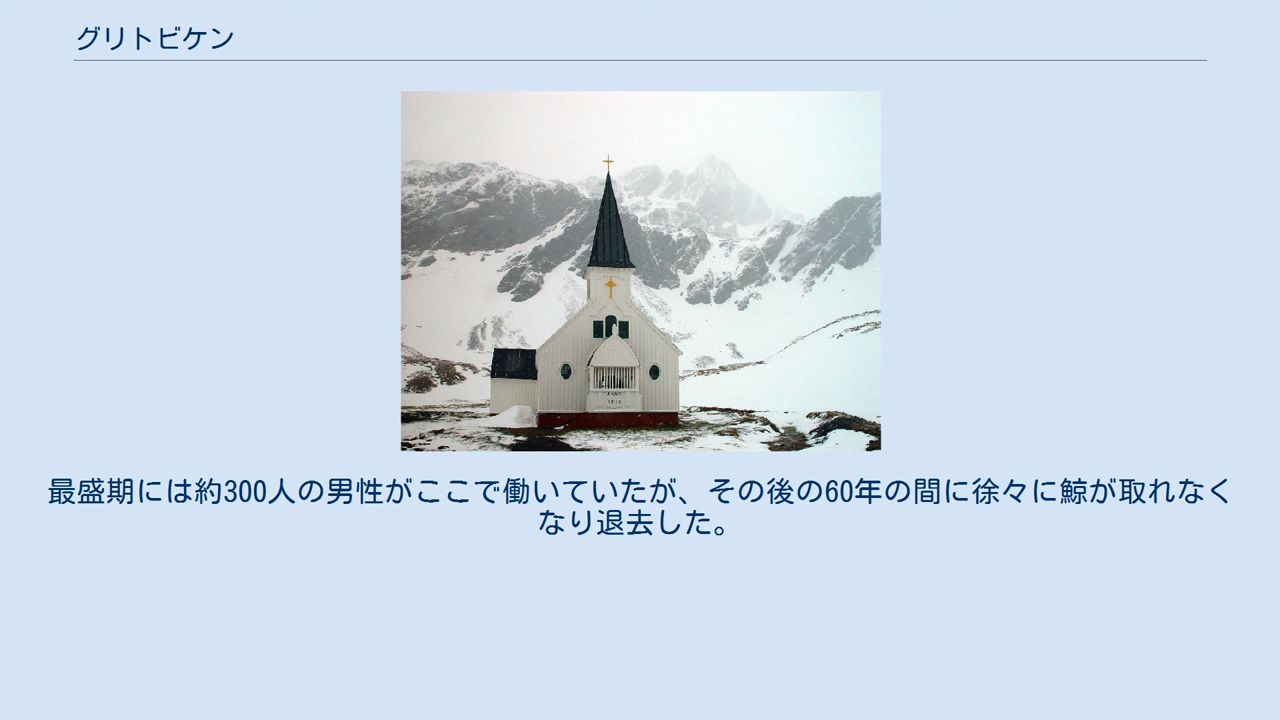 グリトビケン
最盛期には約300人の男性がここで働いていたが、その後の60年の間に徐々に鯨が取れなく
なり退去した。